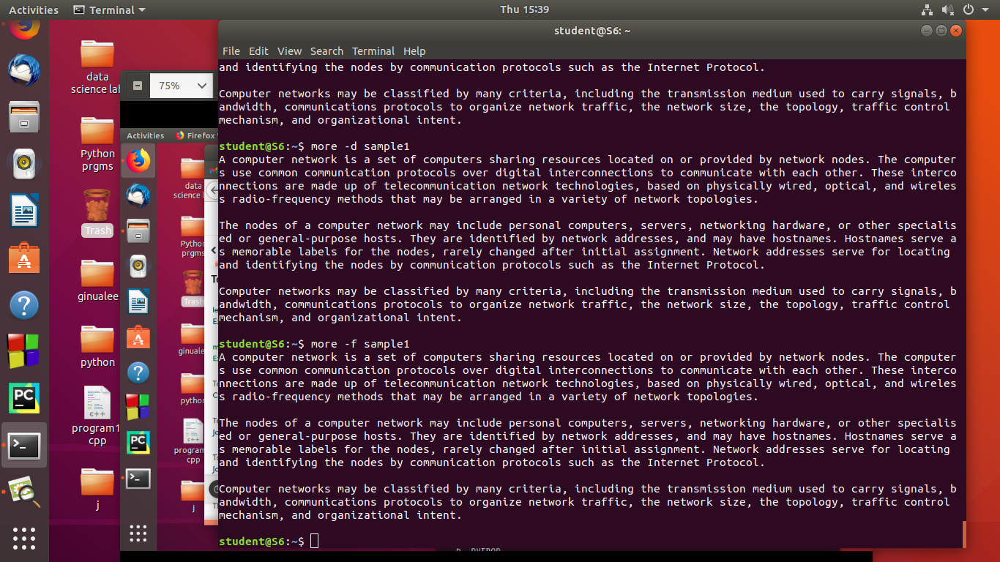 Activities Terminal Thu 15:39
student@S6: ~
File Edit View Search Terminal Help
and identifying the nodes by communication protocols such as the Internet Protocol.
Computer networks may be classified by many criteria, including the transmission medium used to carry signals, b
andwidth, communications protocols to organize network traffic, the network size, the topology, traffic control
mechanism, and organizational intent.
student@S6:~$ more -d sample1
A computer network is a set of computers sharing resources located on or provided by network nodes. The computer
s use common communication protocols over digital interconnections to communicate with each other. These interco
nnections are made up of telecommunication network technologies, based on physically wired, optical, and wireles
s radio-frequency methods that may be arranged in a variety of network topologies.
The nodes of a computer network may include personal computers, servers, networking hardware, or other specialis
ed or general-purpose hosts. They are identified by network addresses, and may have hostnames. Hostnames serve a
s memorable labels for the nodes, rarely changed after initial assignment. Network addresses serve for locating
and identifying the nodes by communication protocols such as the Internet Protocol.
Computer networks may be classified by many criteria, including the transmission medium used to carry signals, b
andwidth, communications protocols to organize network traffic, the network size, the topology, traffic control
mechanism, and organizational intent.
student@S6:~$ more -f sample1
A computer network is a set of computers sharing resources located on or provided by network nodes. The computer
s use common communication protocols over digital interconnections to communicate with each other. These interco
nnections are made up of telecommunication network technologies, based on physically wired, optical, and wireles
s radio-frequency methods that may be arranged in a variety of network topologies.
The nodes of a computer network may include personal computers, servers, networking hardware, or other specialis
ed or general-purpose hosts. They are identified by network addresses, and may have hostnames. Hostnames serve a
s memorable labels for the nodes, rarely changed after initial assignment. Network addresses serve for locating
and identifying the nodes by communication protocols such as the Internet Protocol.
Computer networks may be classified by many criteria, including the transmission medium used to carry signals, b
andwidth, communications protocols to organize network traffic, the network size, the topology, traffic control
mechanism, and organizational intent.
student@S6:~$
data
science lab
Python
prgms
Trash
ginualee
python
C++
program1
cpp
j
PC
75%
Activities Firefox
data
science
Python
prgms
Trash
ginuale
python
program
cpp
j
PC